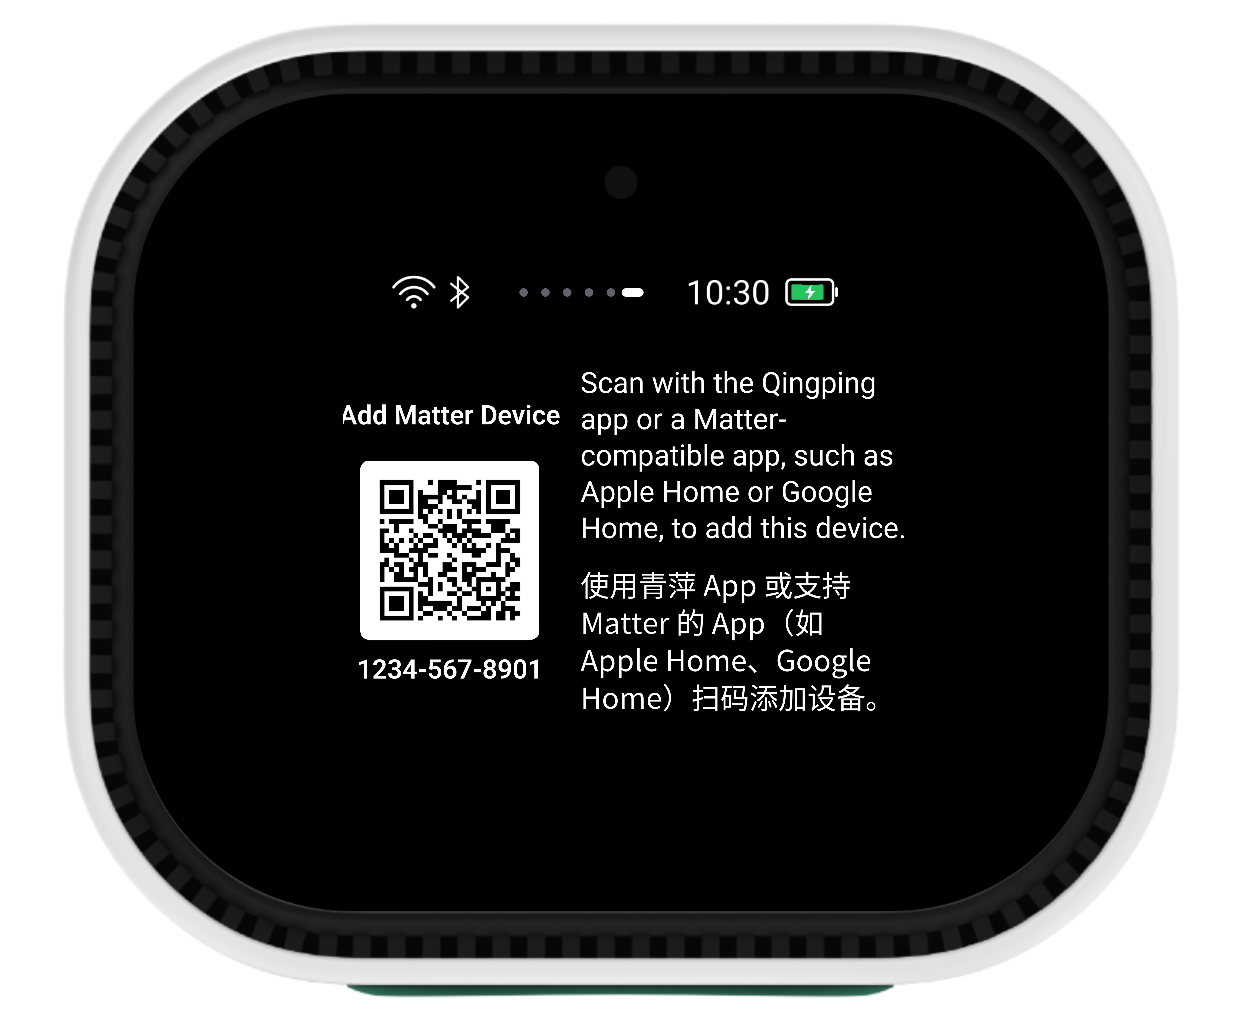 10:30
Add Matter Device
1234-567-8901
Scan with the Qingping
app or a Matter-
compatible app, such as
Apple Home or Google
Home, to add this device.
使用青萍 App 或支持
Matter 的 App（如
Apple Home、Google
Home）扫码添加设备。